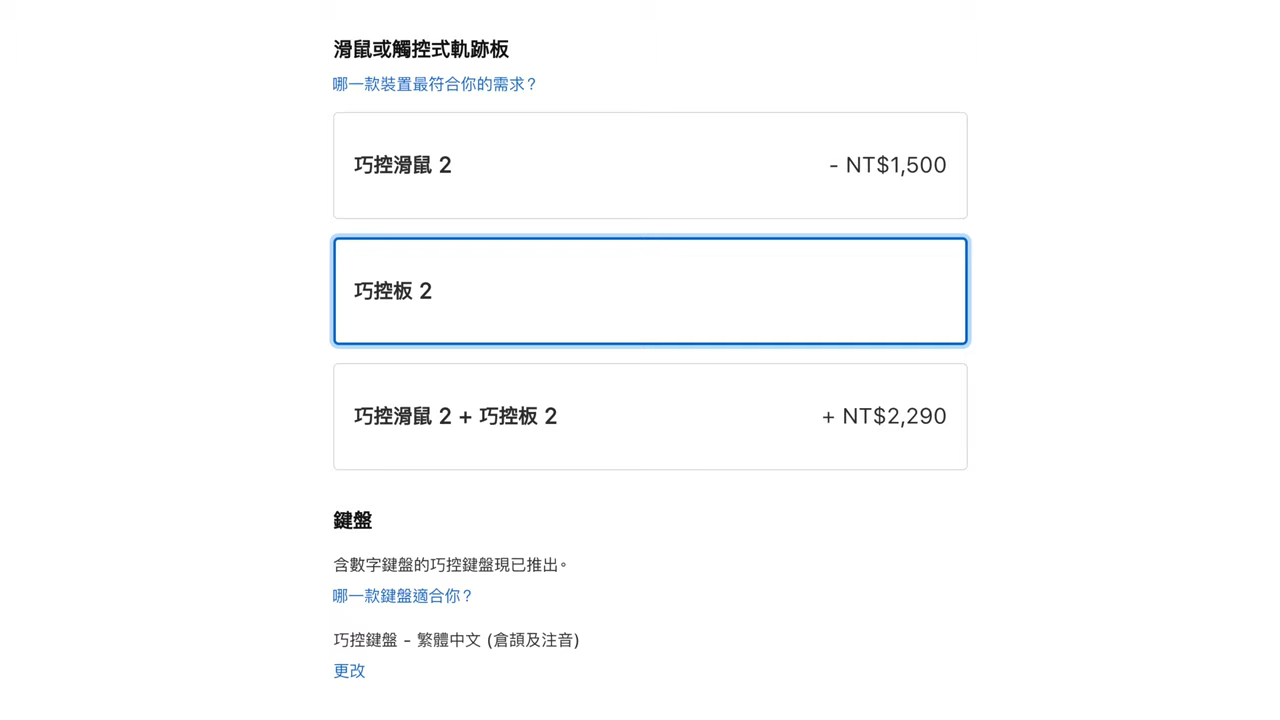 滑鼠或觸控式軌跡板
哪一款裝置最符合你的需求？
巧控滑鼠 2
- NT$1,500
巧控板 2
巧控滑鼠 2 + 巧控板 2
+ NT$2,290
鍵盤
含數字鍵盤的巧控鍵盤現已推出。
哪一款鍵盤適合你？
巧控鍵盤 - 繁體中文 (倉頡及注音)
更改